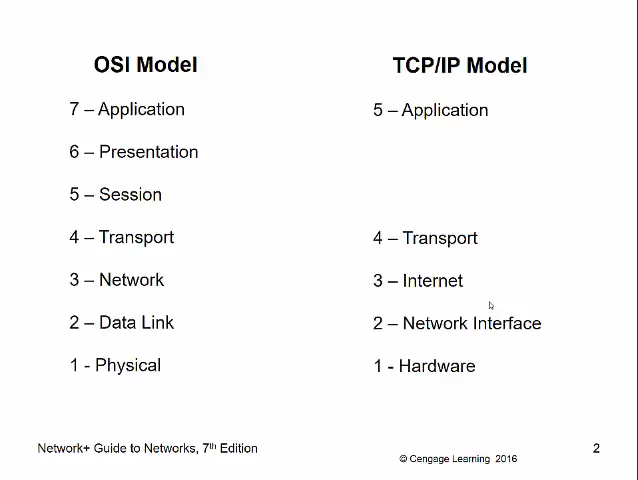 OSI Model
7 – Application
6 – Presentation
5 – Session
4 – Transport
3 – Network
2 – Data Link
1 - Physical
TCP/IP Model
5 – Application
4 – Transport
3 – Internet
2 – Network Interface
1 - Hardware
Network+ Guide to Networks, 7th Edition
© Cengage Learning 2016
2